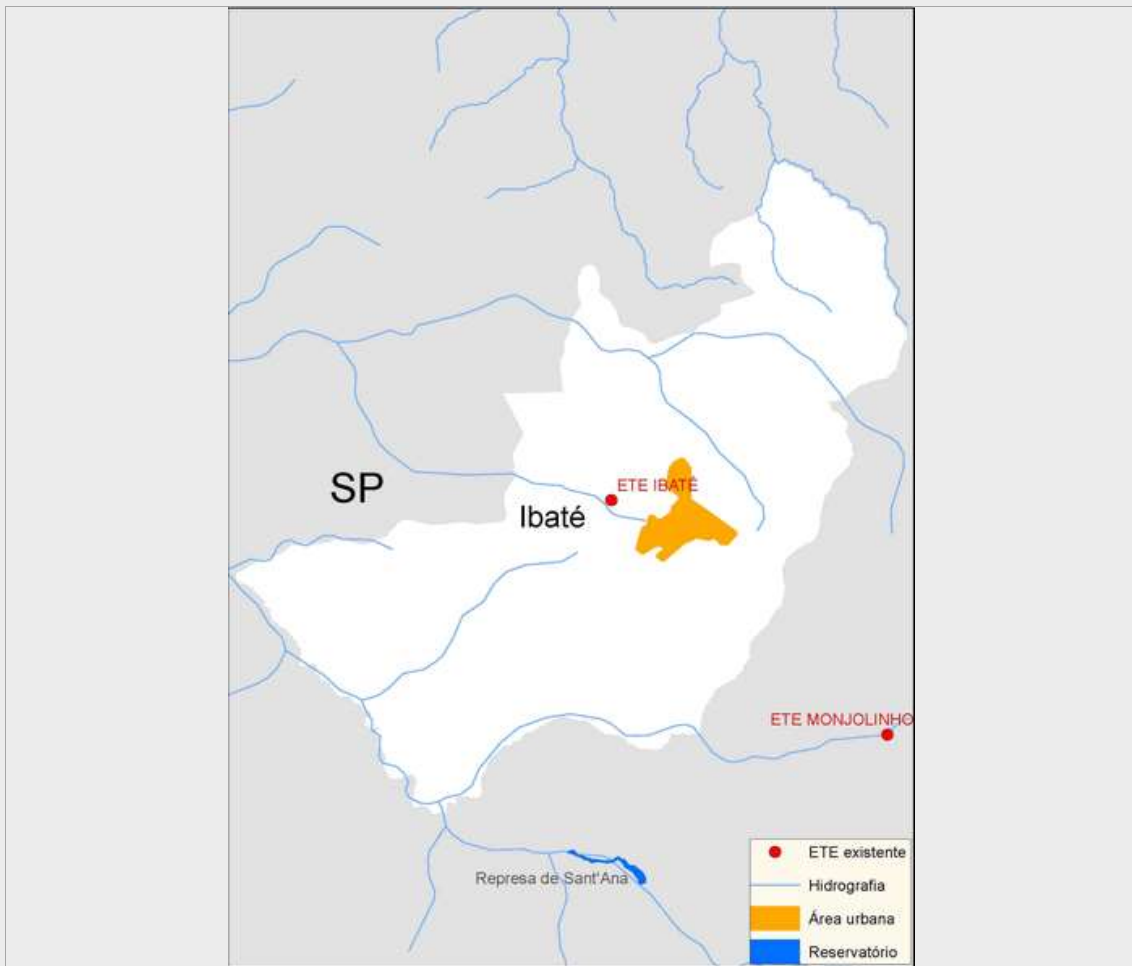 ETE IBATÉ
SP
Ibaté
ETE MONJOLINHO
Represa de Sant'Ana
ETE existente
Hidrografia
Área urbana
Reservatório